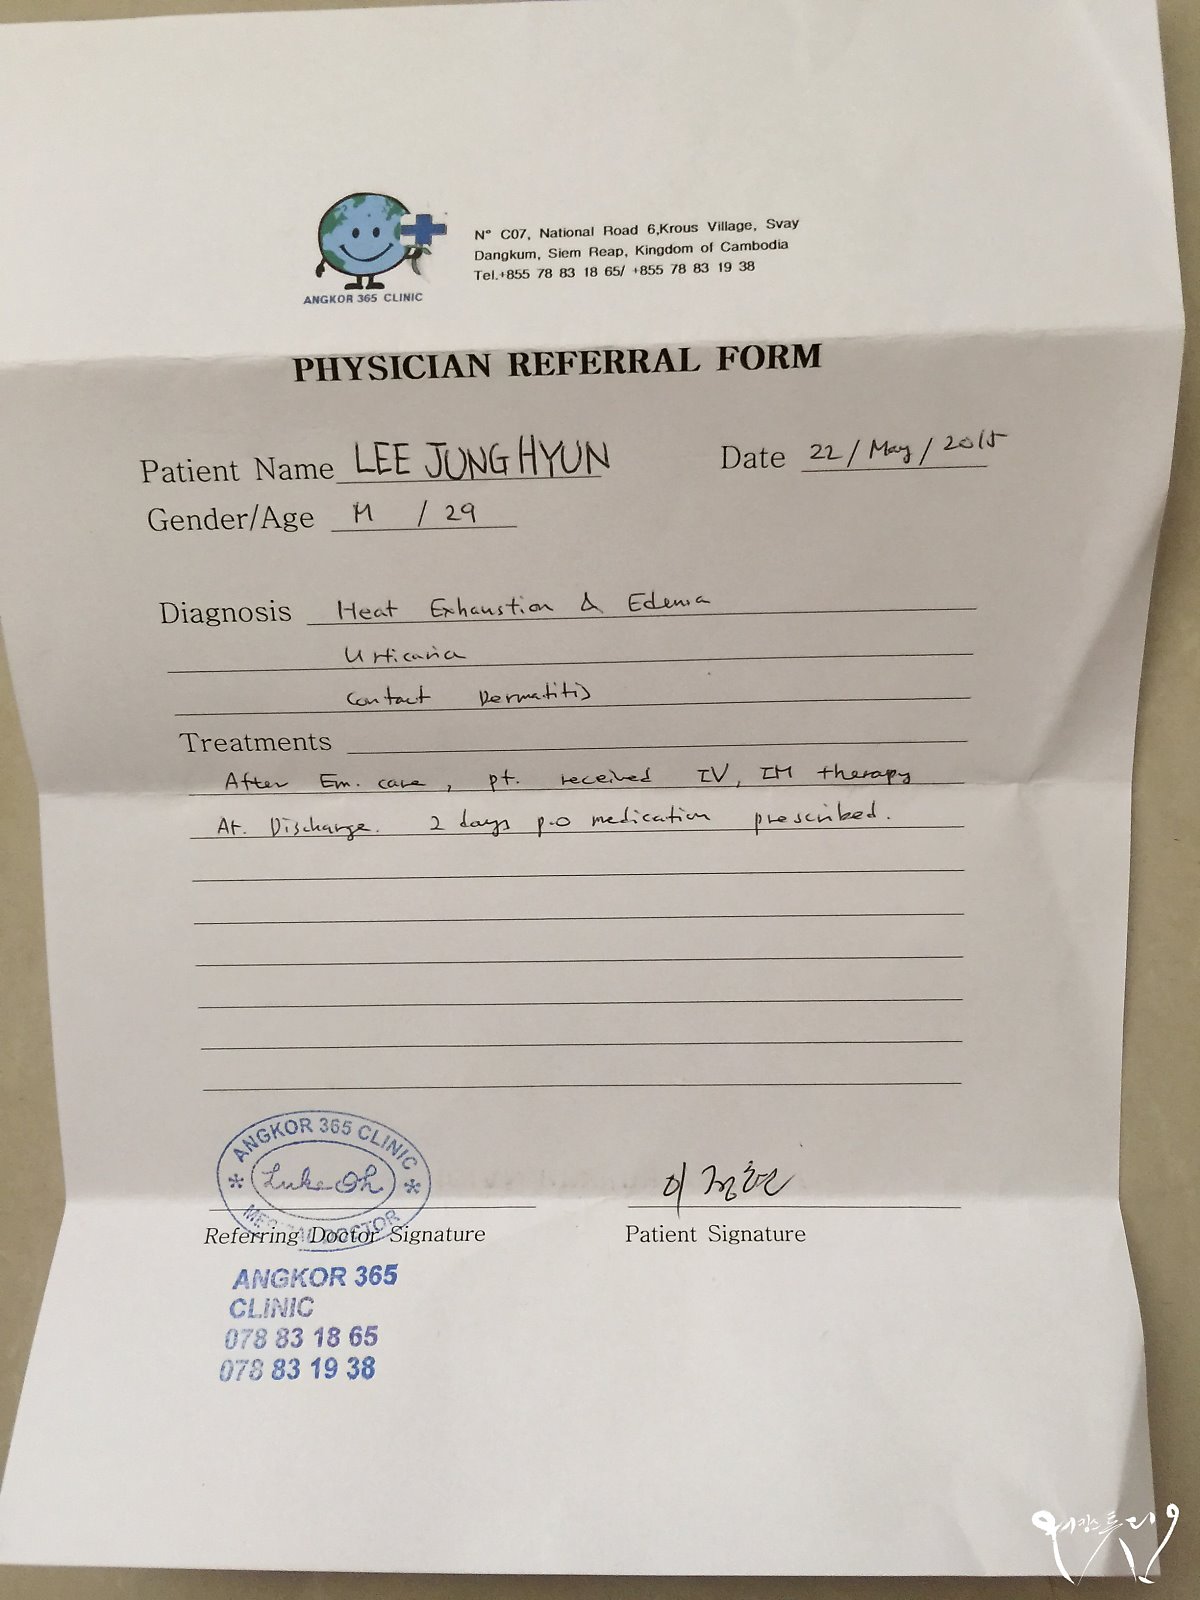 N° C07, National Road 6,Krous Village, Svay
Dangkum, Siem Reap, Kingdom of Cambodia
Tel.+855 78 83 18 65/ +855 78 83 19 38
ANGKOR 365 CLINIC
PHYSICIAN REFERRAL FORM
Patient Name LEE JUNG HYUN Date 22 / May / 2015
Gender/Age M / 29
Diagnosis Heat Exhaustion & Edema
Urticaria
Contact Dermatitis
Treatments
After Em. care, pt. received IV, IM therapy
At. Discharge. 2 days p.o medication prescribed.
ANGKOR 365 CLINIC
Luke Oh
MEDICAL DOCTOR
이정현
Referring Doctor Signature Patient Signature
ANGKOR 365
CLINIC
078 83 18 65
078 83 19 38